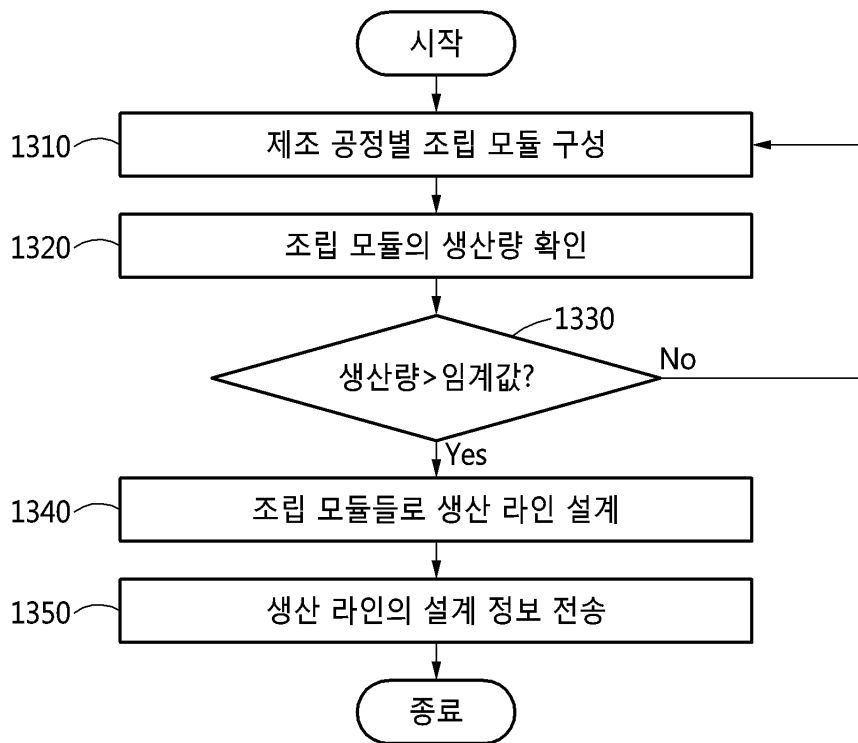 시작
1310
제조 공정별 조립 모듈 구성
1320
조립 모듈의 생산량 확인
1330
생산량>임계값?
No
Yes
1340
조립 모듈들로 생산 라인 설계
1350
생산 라인의 설계 정보 전송
종료